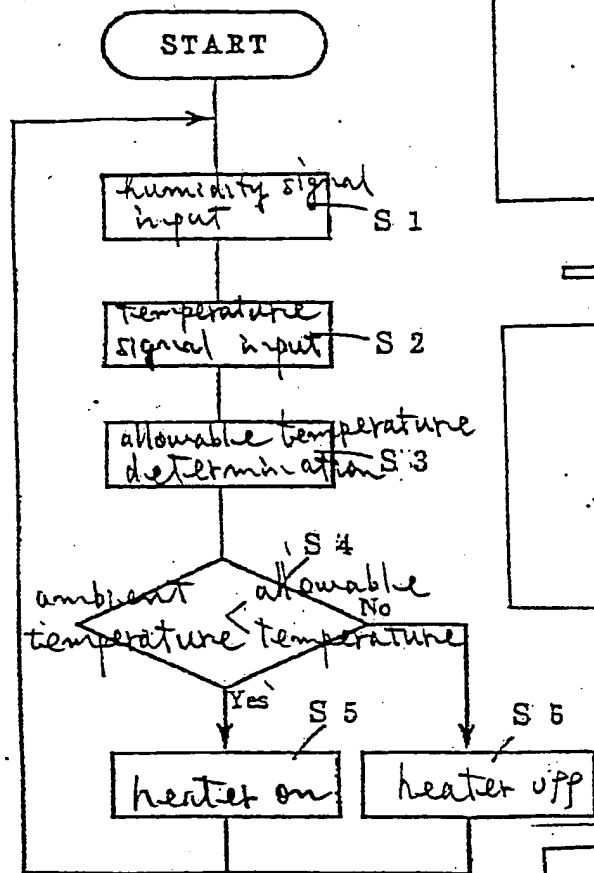 START
humidity signal
input
S 1
temperature
signal input
S 2
allowable temperature
determination
S 3
S 4
ambient < allowable
temperature temperature
No
Yes
S 5
S 6
heater on
heater off